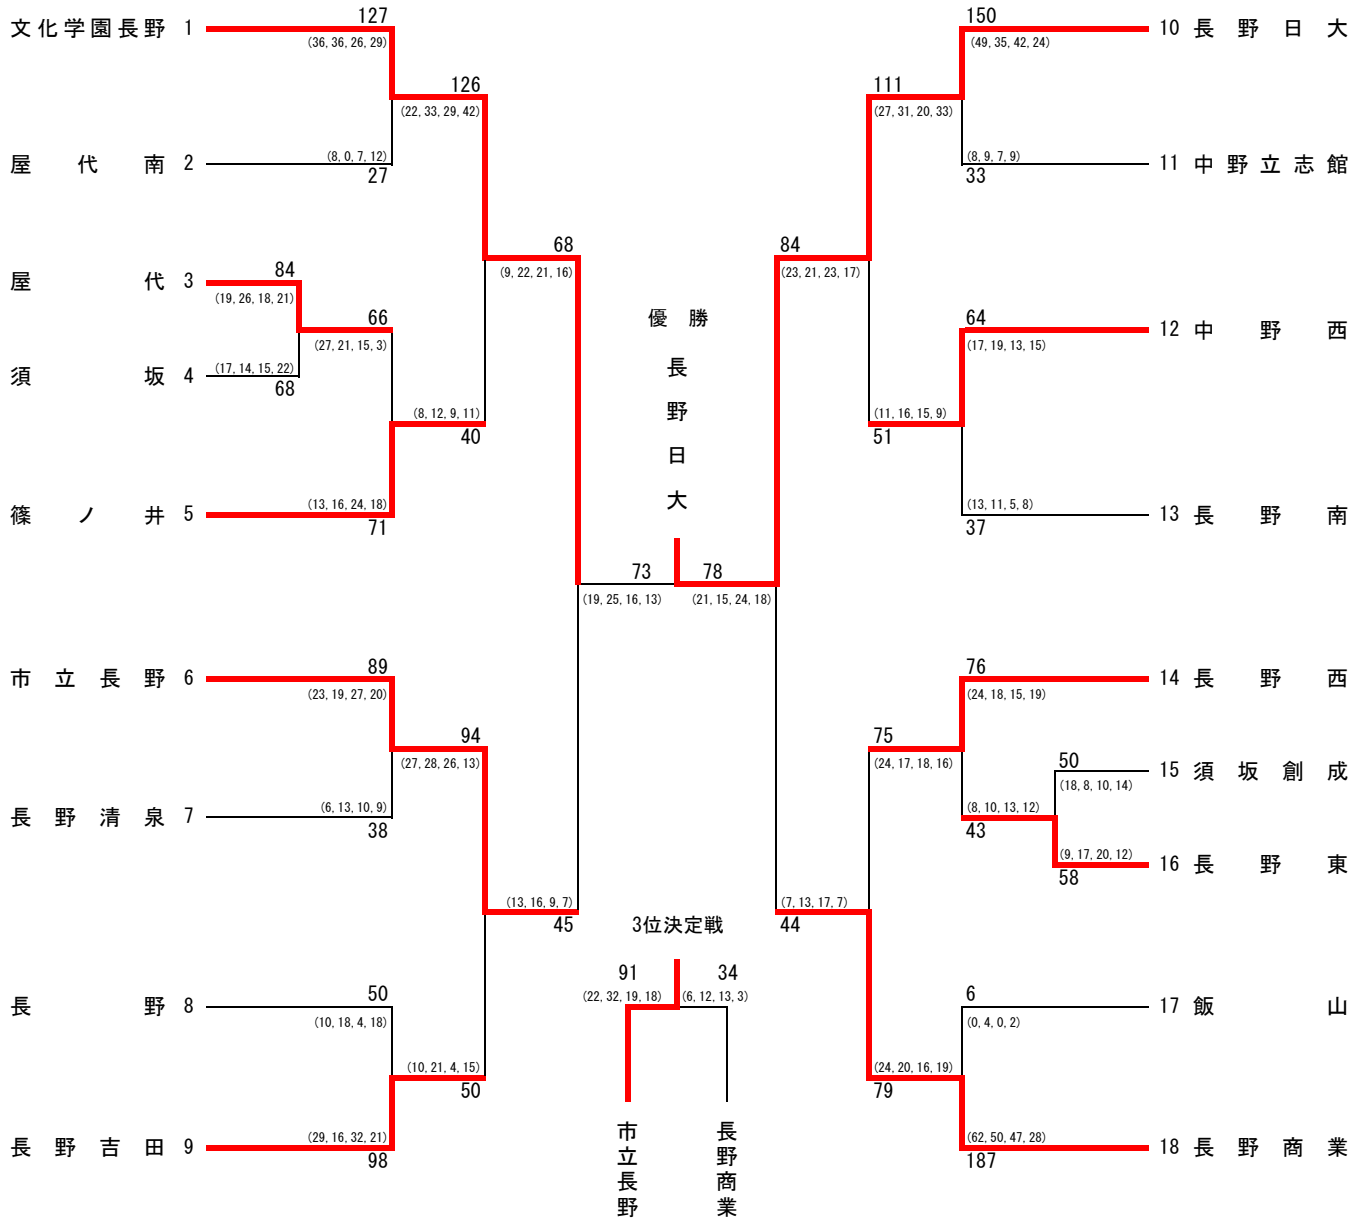 文化学園長野 1
127
(36, 36, 26, 29)
126
(22, 33, 29, 42)
屋代南 2
(8, 0, 7, 12)
27
68
(9, 22, 21, 16)
屋代 3
84
(19, 26, 18, 21)
66
(27, 21, 15, 3)
須坂 4
(17, 14, 15, 22)
68
(8, 12, 9, 11)
40
篠ノ井 5
(13, 16, 24, 18)
71
73
(19, 25, 16, 13)
市立長野 6
89
(23, 19, 27, 20)
94
(27, 28, 26, 13)
長野清泉 7
(6, 13, 10, 9)
38
(13, 16, 9, 7)
45
長野 8
50
(10, 18, 4, 18)
(10, 21, 4, 15)
50
長野吉田 9
(29, 16, 32, 21)
98
優勝
長野日大
78
(21, 15, 24, 18)
3位決定戦
91
(22, 32, 19, 18)
34
(6, 12, 13, 3)
市立長野
長野商業
150
(49, 35, 42, 24)
10 長野日大
111
(27, 31, 20, 33)
(8, 9, 7, 9)
33
11 中野立志館
84
(23, 21, 23, 17)
64
(17, 19, 13, 15)
12 中野西
(11, 16, 15, 9)
51
(13, 11, 5, 8)
37
13 長野南
76
(24, 18, 15, 19)
14 長野西
75
(24, 17, 18, 16)
50
(18, 8, 10, 14)
15 須坂創成
(8, 10, 13, 12)
43
(9, 17, 20, 12)
58
16 長野東
(7, 13, 17, 7)
44
6
(0, 4, 0, 2)
17 飯山
(24, 20, 16, 19)
79
(62, 50, 47, 28)
187
18 長野商業